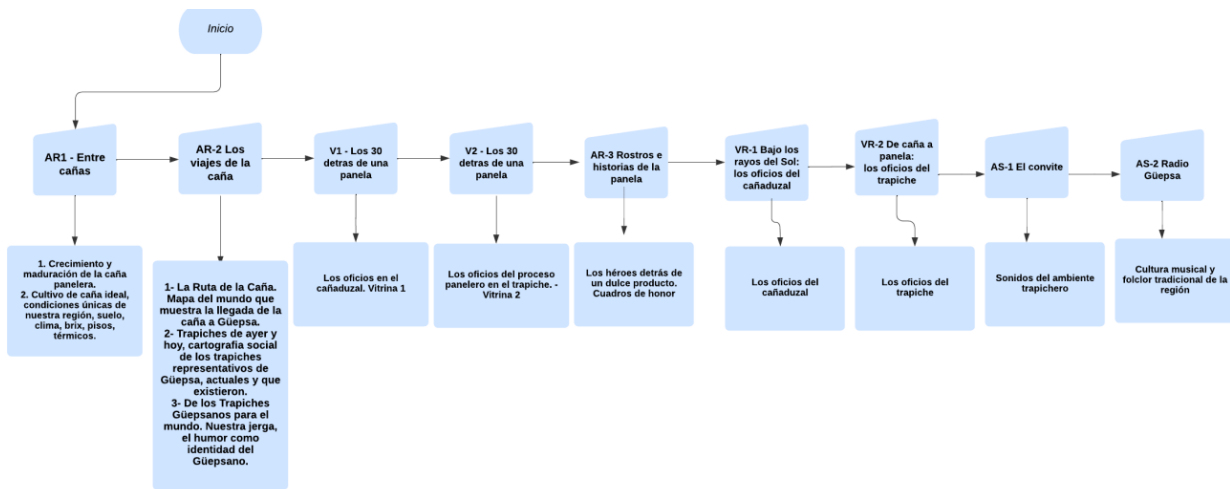 Inicio
AR1 - Entre
cañas
AR-2 Los
viajes de la
caña
V1 - Los 30
detras de una
panela
V2 - Los 30
detras de una
panela
AR-3 Rostros e
historias de la
panela
VR-1 Bajo los
rayos del Sol:
los oficios del
cañaduzal
VR-2 De caña a
panela:
los oficios del
trapiche
AS-1 El convite
AS-2 Radio
Güepsa
1. Crecimiento y
maduración de la caña
panelera.
2. Cultivo de caña ideal,
condiciones únicas de
nuestra región, suelo,
clima, brix, pisos,
térmicos.
1- La Ruta de la Caña.
Mapa del mundo que
muestra la llegada de la
caña a Güepsa.
2- Trapiches de ayer y
hoy, cartografia social
de los trapiches
representativos de
Güepsa, actuales y que
existieron.
3- De los Trapiches
Güepsanos para el
mundo. Nuestra jerga,
el humor como
identidad del
Güepsano.
Los oficios en el
cañaduzal. Vitrina 1
Los oficios del proceso
panelero en el trapiche. -
Vitrina 2
Los héroes detrás de
un dulce producto.
Cuadros de honor
Los oficios del
cañaduzal
Los oficios del
trapiche
Sonidos del ambiente
trapichero
Cultura musical y
folclor tradicional de la
región